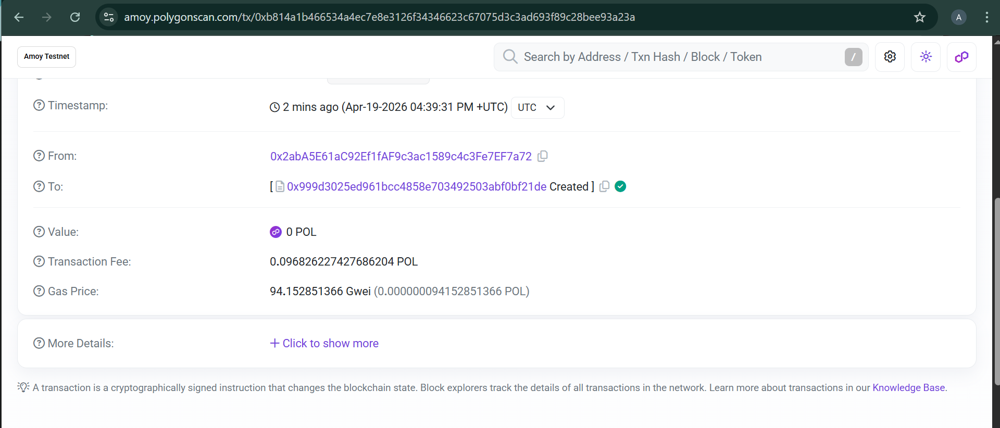 amoy.polygonscan.com/tx/0xb814a1b466534a4ec7e8e3126f34346623c67075d3c3ad693f89c28bee93a23a
A
Amoy Testnet
Search by Address / Txn Hash / Block / Token
/
Timestamp:
2 mins ago (Apr-19-2026 04:39:31 PM +UTC)
UTC
From:
0x2abA5E61aC92Ef1fAF9c3ac1589c4c3Fe7EF7a72
To:
[ 0x999d3025ed961bcc4858e703492503abf0bf21de Created ]
Value:
0 POL
Transaction Fee:
0.096826227427686204 POL
Gas Price:
94.152851366 Gwei (0.000000094152851366 POL)
More Details:
+ Click to show more
A transaction is a cryptographically signed instruction that changes the blockchain state. Block explorers track the details of all transactions in the network. Learn more about transactions in our Knowledge Base.